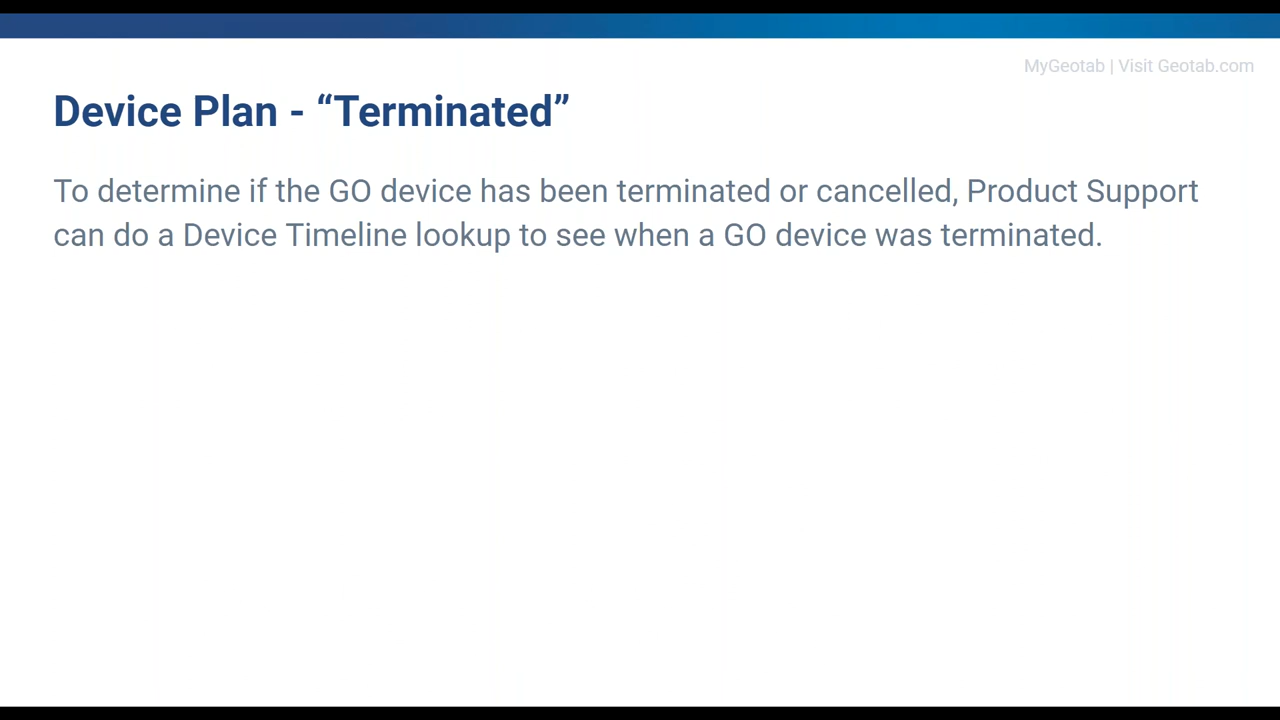 MyGeotab | Visit Geotab.com
Device Plan - “Terminated”
To determine if the GO device has been terminated or cancelled, Product Support
can do a Device Timeline lookup to see when a GO device was terminated.